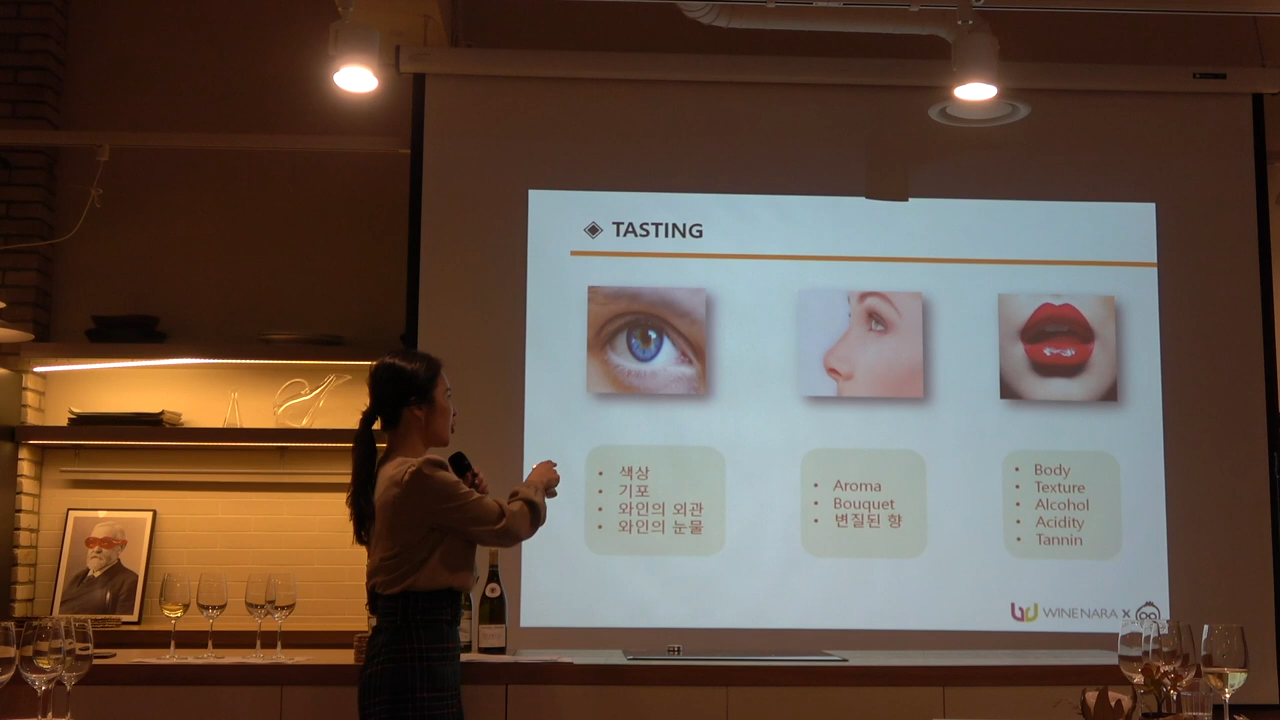 TASTING
• 색상
• 기포
• 와인의 외관
• 와인의 눈물
• Aroma
• Bouquet
• 변질된 향
• Body
• Texture
• Alcohol
• Acidity
• Tannin
WINENARA X